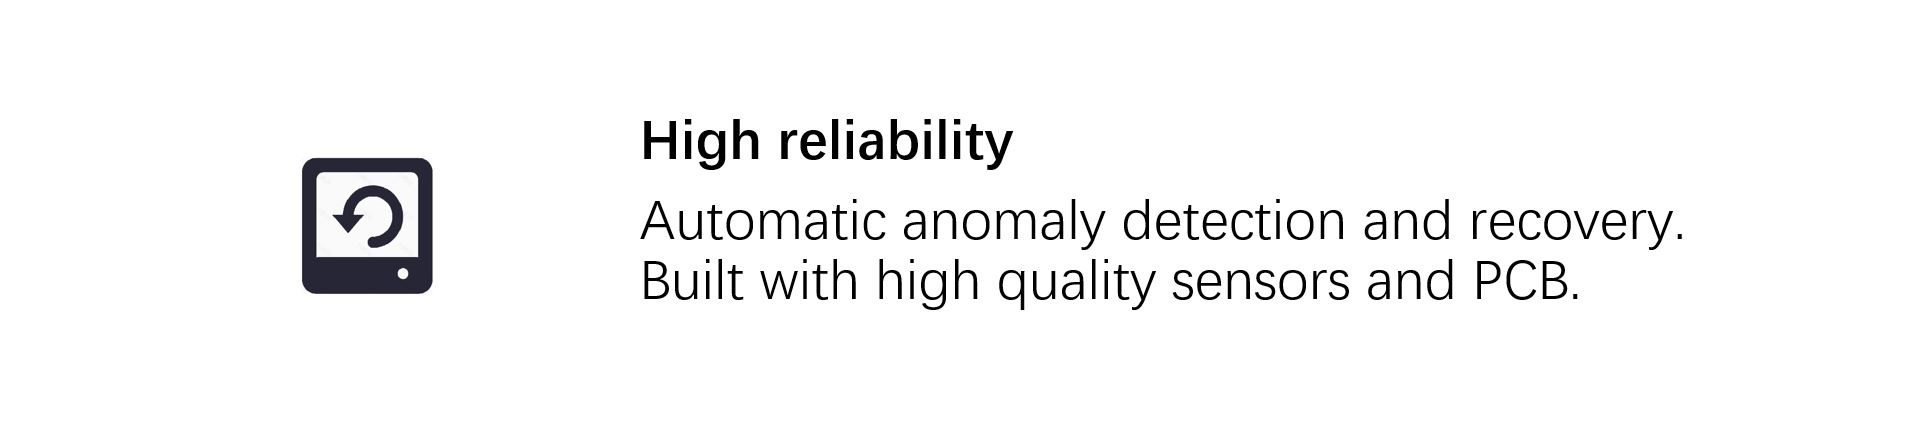 High reliability
Automatic anomaly detection and recovery.
Built with high quality sensors and PCB.